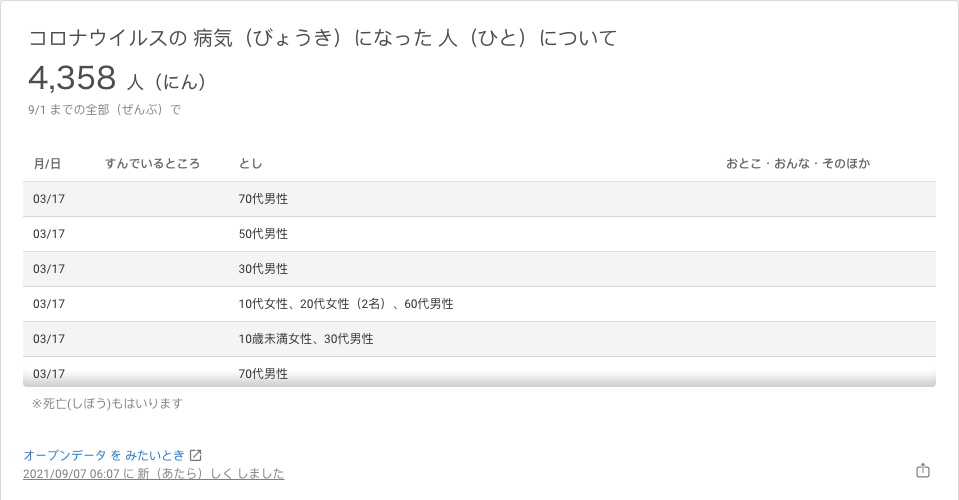 コロナウイルスの 病気（びょうき）になった 人（ひと）について
4,358 人（にん）
9/1 までの全部（ぜんぶ）で
月/日 すんでいるところ とし おとこ・おんな・そのほか
03/17 70代男性
03/17 50代男性
03/17 30代男性
03/17 10代女性、20代女性（2名）、60代男性
03/17 10歳未満女性、30代男性
03/17 70代男性
※死亡(しぼう)もはいります
オープンデータ を みたいとき
2021/09/07 06:07 に 新（あたら）しく しました